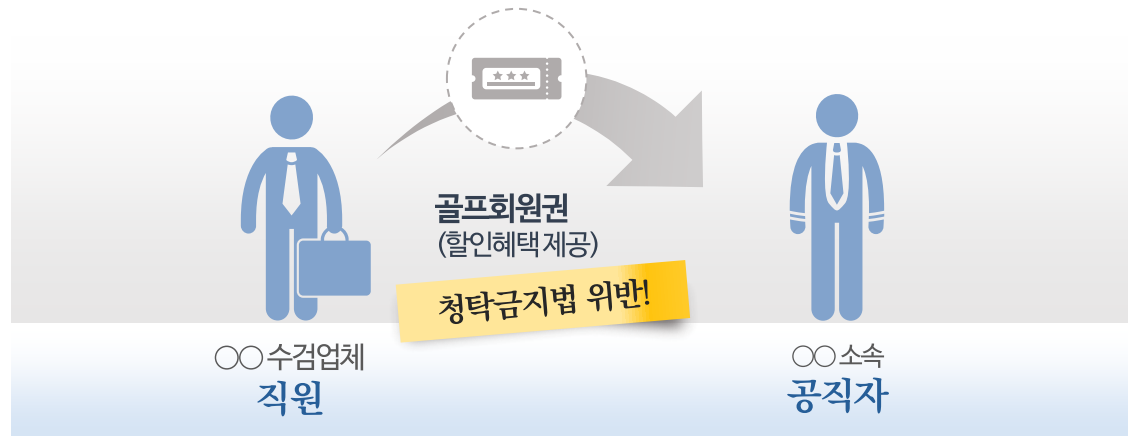 골프회원권
(할인혜택 제공)
청탁금지법 위반!
○○ 수검업체
직원
○○ 소속
공직자